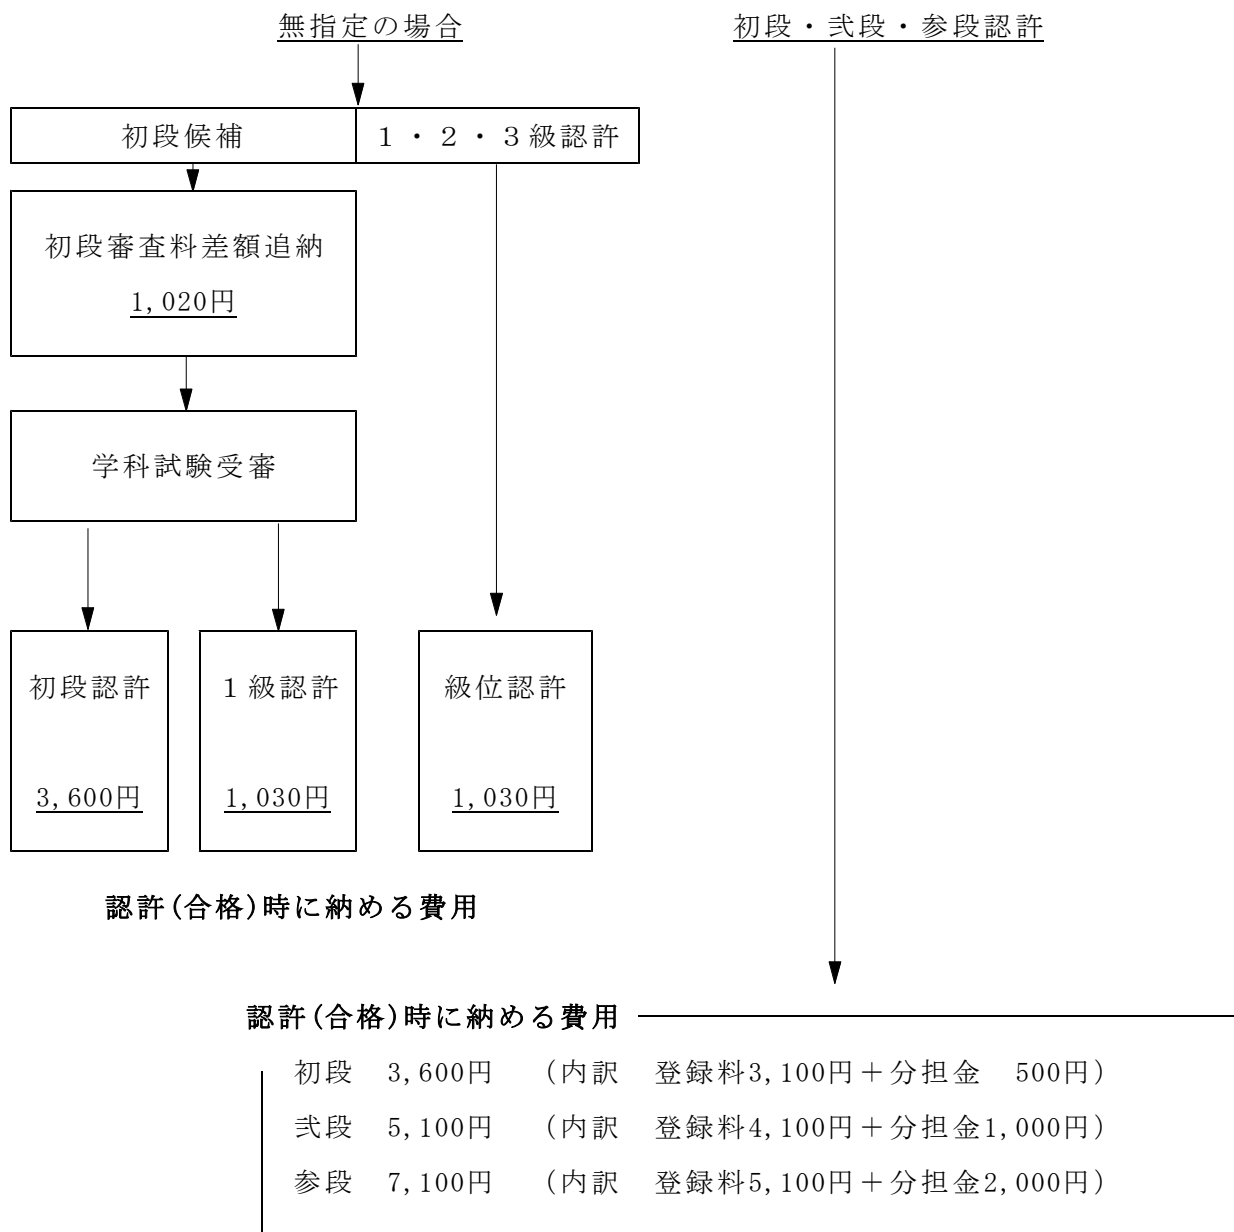 無指定の場合
初段・弐段・参段認許
初段候補
１・２・３級認許
初段審査料差額追納
1,020円
学科試験受審
初段認許
１級認許
級位認許
3,600円
1,030円
1,030円
認許(合格)時に納める費用
認許(合格)時に納める費用
初段　3,600円　（内訳　登録料3,100円＋分担金　500円）
弐段　5,100円　（内訳　登録料4,100円＋分担金1,000円）
参段　7,100円　（内訳　登録料5,100円＋分担金2,000円）